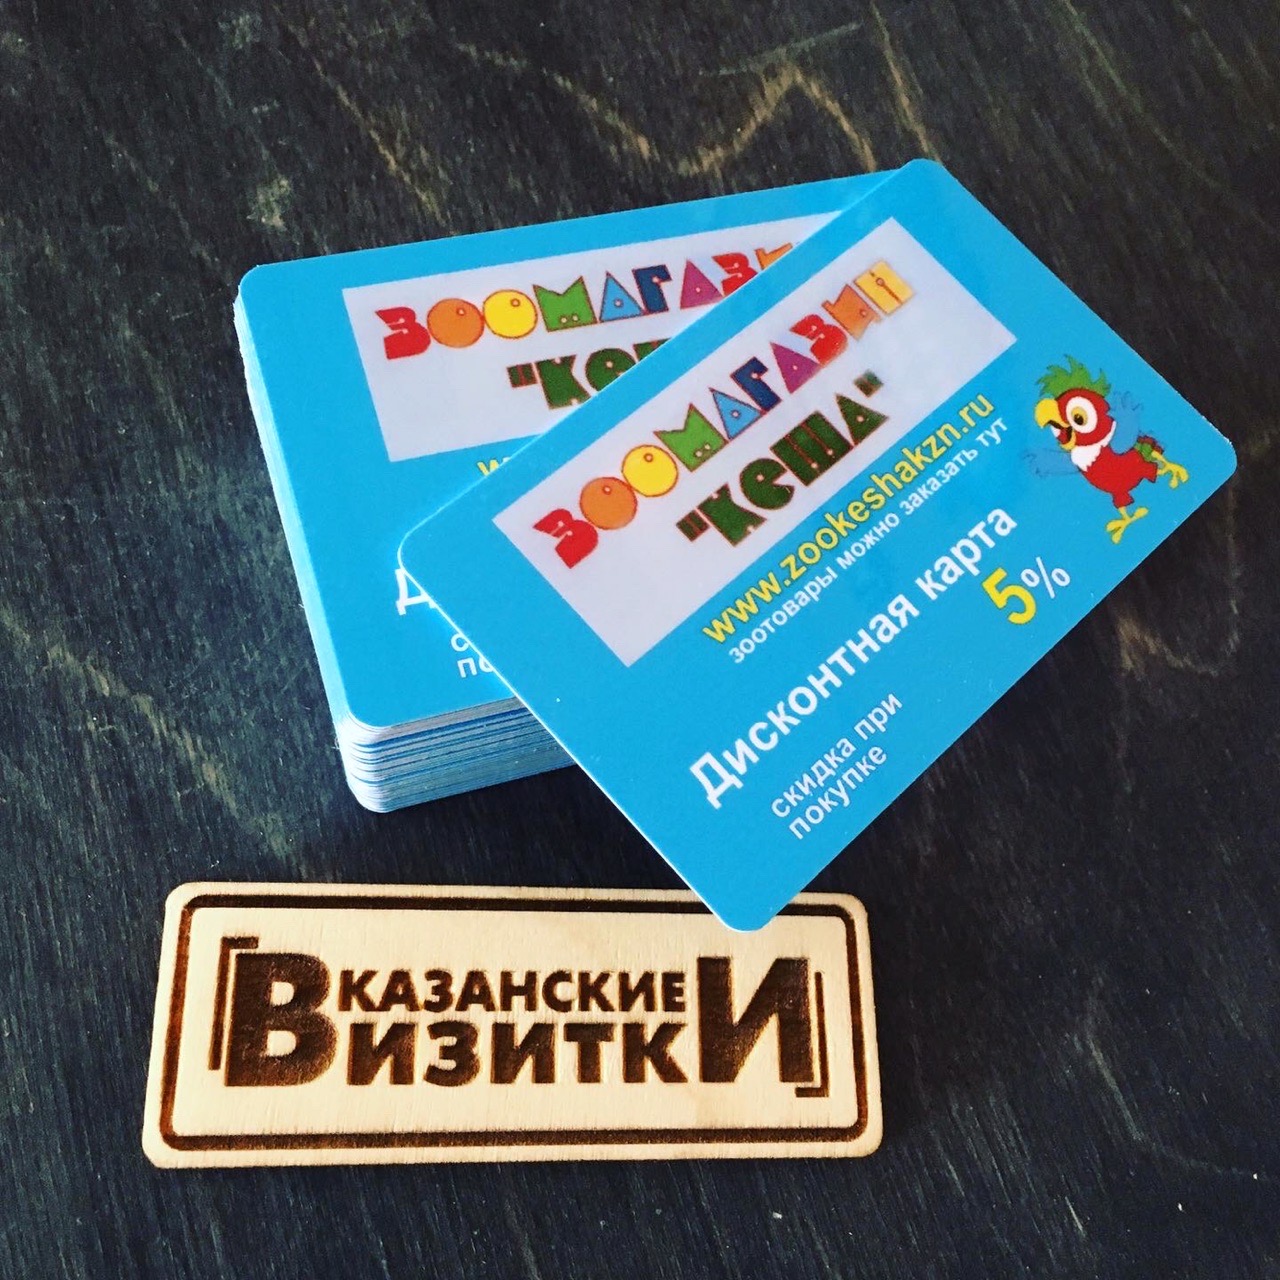 ЗООМАГАЗИН
"КЕША"
www.zookeshakzn.ru
зоотовары можно заказать тут
Дисконтная карта
5%
скидка при
покупке
КАЗАНСКИЕ
ВИЗИТКИ